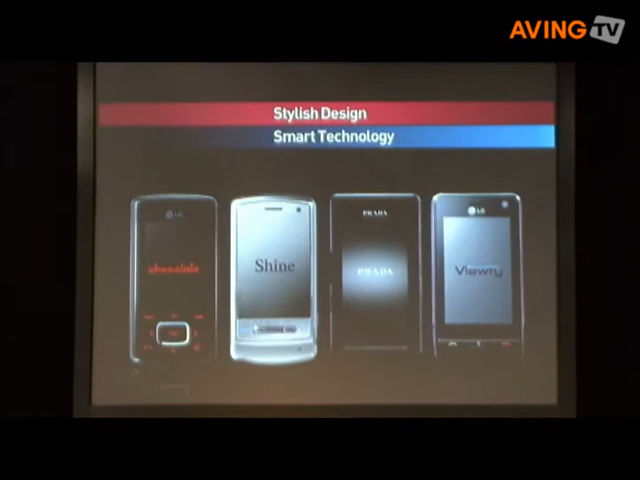 AVING TV
Stylish Design
Smart Technology
LG
PRADA
LG
chocolate
Shine
PRADA
Viewty